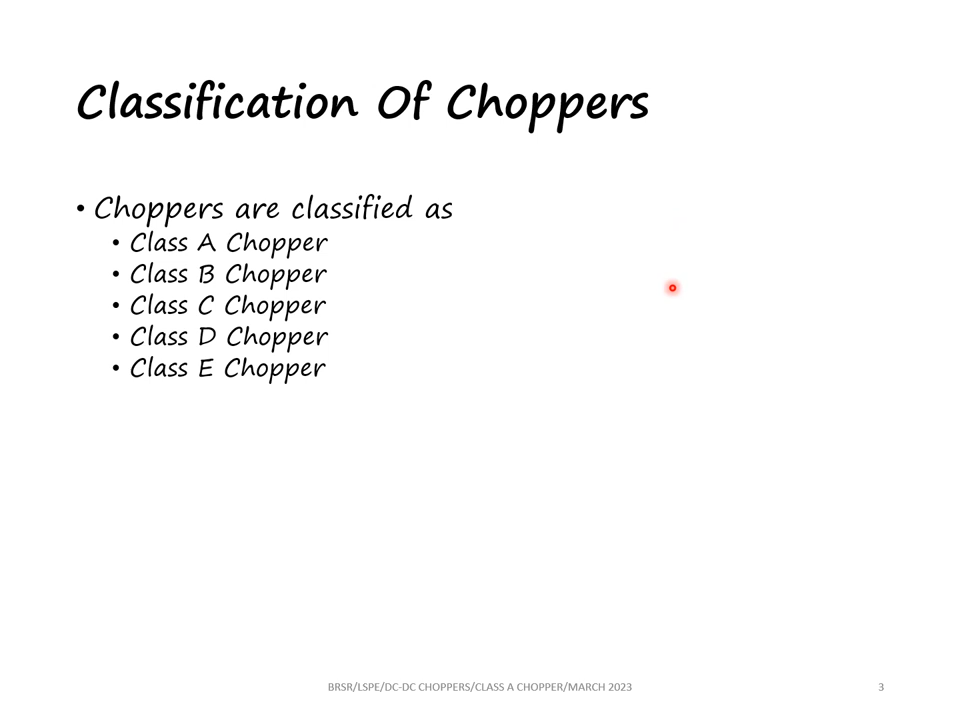 Classification Of Choppers
• Choppers are classified as
• Class A Chopper
• Class B Chopper
• Class C Chopper
• Class D Chopper
• Class E Chopper
BRSR/LSPE/DC-DC CHOPPERS/CLASS A CHOPPER/MARCH 2023 3